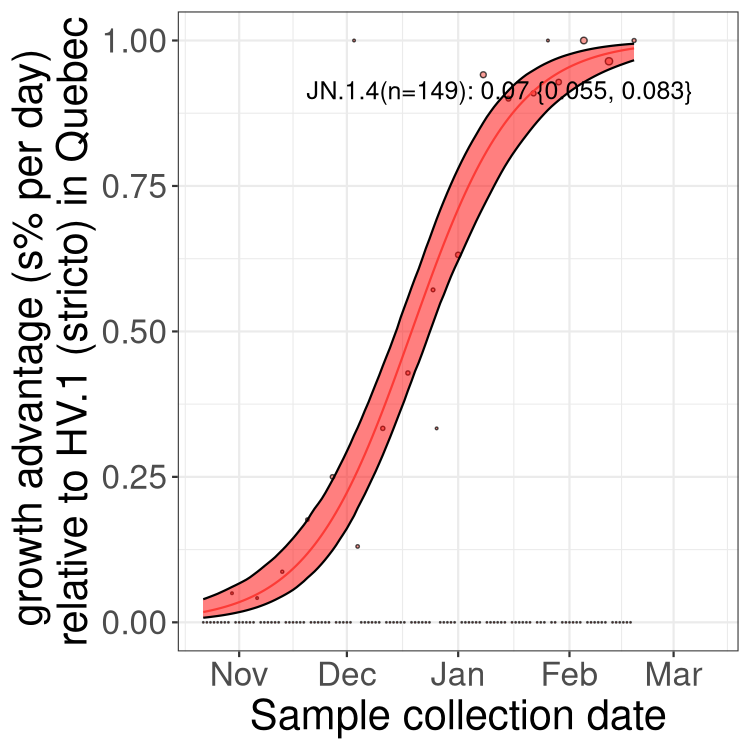 growth advantage (s% per day)
relative to HV.1 (stricto) in Quebec
1.00
JN.1.4(n=149): 0.07 {0.055, 0.083}
0.75
0.50
0.25
0.00
Nov Dec Jan Feb Mar
Sample collection date